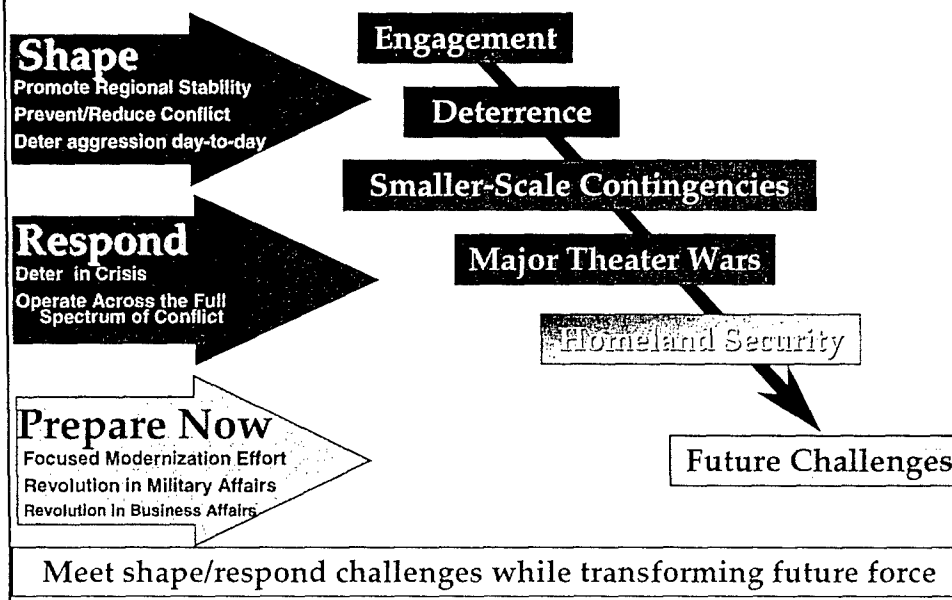 Shape
Promote Regional Stability
Prevent/Reduce Conflict
Deter aggression day-to-day
Respond
Deter in Crisis
Operate Across the Full
Spectrum of Conflict
Prepare Now
Focused Modernization Effort
Revolution in Military Affairs
Revolution in Business Affairs
Engagement
Deterrence
Smaller-Scale Contingencies
Major Theater Wars
Homeland Security
Future Challenges
Meet shape/respond challenges while transforming future force